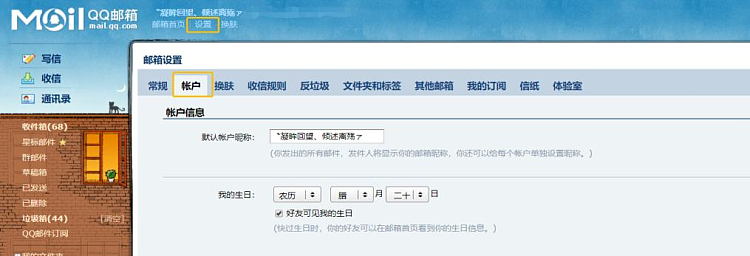 Mail QQ邮箱
mail.qq.com
〝凝眸回望、倾述离殇ァ
邮箱首页 设置 换肤
写信
收信
通讯录
收件箱(68)
星标邮件
群邮件
草稿箱
已发送
已删除
垃圾箱(44) [清空]
QQ邮件订阅
我的文件夹
邮箱设置
常规 帐户 换肤 收信规则 反垃圾 文件夹和标签 其他邮箱 我的订阅 信纸 体验室
帐户信息
默认帐户昵称： 〝凝眸回望、倾述离殇ァ
(你发出的所有邮件，发件人将显示你的邮箱昵称，你还可以给每个帐户单独设置昵称。)
我的生日： 农历 腊 月 二十 日
好友可见我的生日
(快过生日时，你的好友可以在邮箱首页看到你的生日信息。)